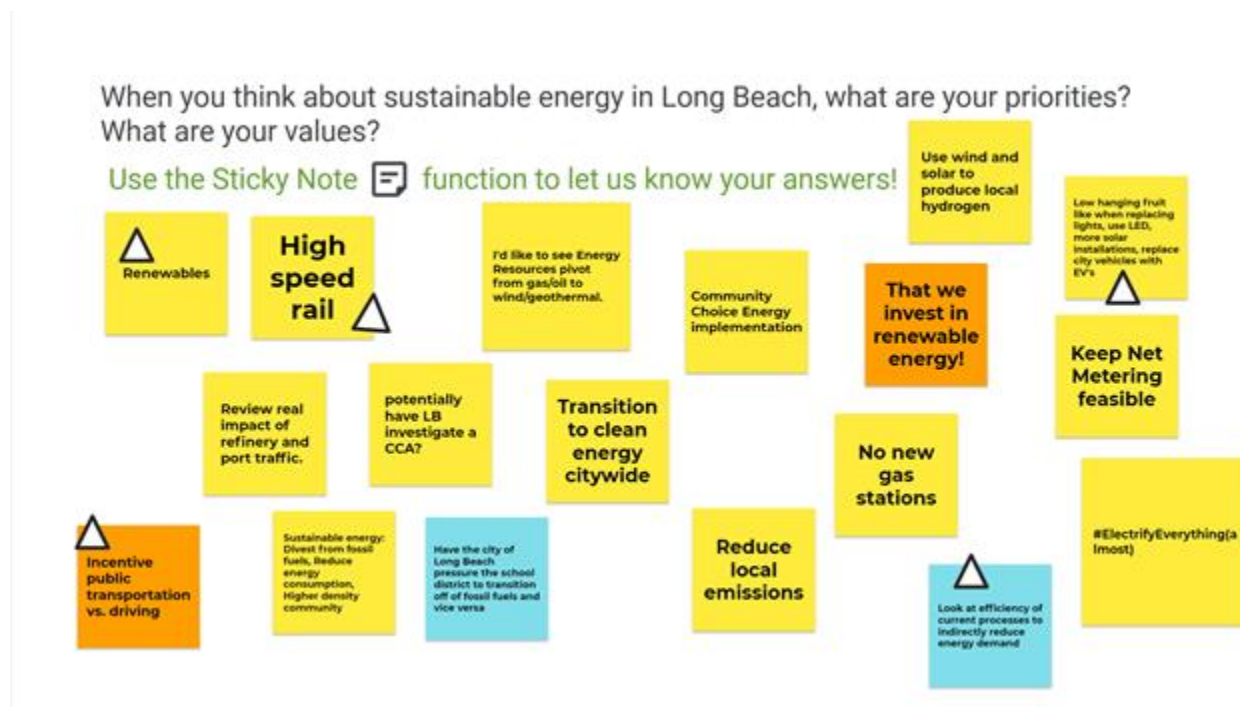 When you think about sustainable energy in Long Beach, what are your priorities?
What are your values?
Use the Sticky Note function to let us know your answers!
Use wind and
solar to
produce local
hydrogen
Low hanging fruit
like when replacing
lights, use LED,
more solar
installations, replace
city vehicles with
EV's
Renewables
High
speed
rail
I'd like to see Energy
Resources pivot
from gas/oil to
wind/geothermal.
Community
Choice Energy
implementation
That we
invest in
renewable
energy!
Keep Net
Metering
feasible
Review real
impact of
refinery and
port traffic.
potentially
have LB
investigate a
CCA?
Transition
to clean
energy
citywide
No new
gas
stations
#ElectrifyEverything(a
lmost)
Incentive
public
transportation
vs. driving
Sustainable energy:
Divest from fossil
fuels, Reduce
energy
consumption,
Higher density
community
Have the city of
Long Beach
pressure the school
district to transition
off of fossil fuels and
vice versa
Reduce
local
emissions
Look at efficiency of
current processes to
indirectly reduce
energy demand